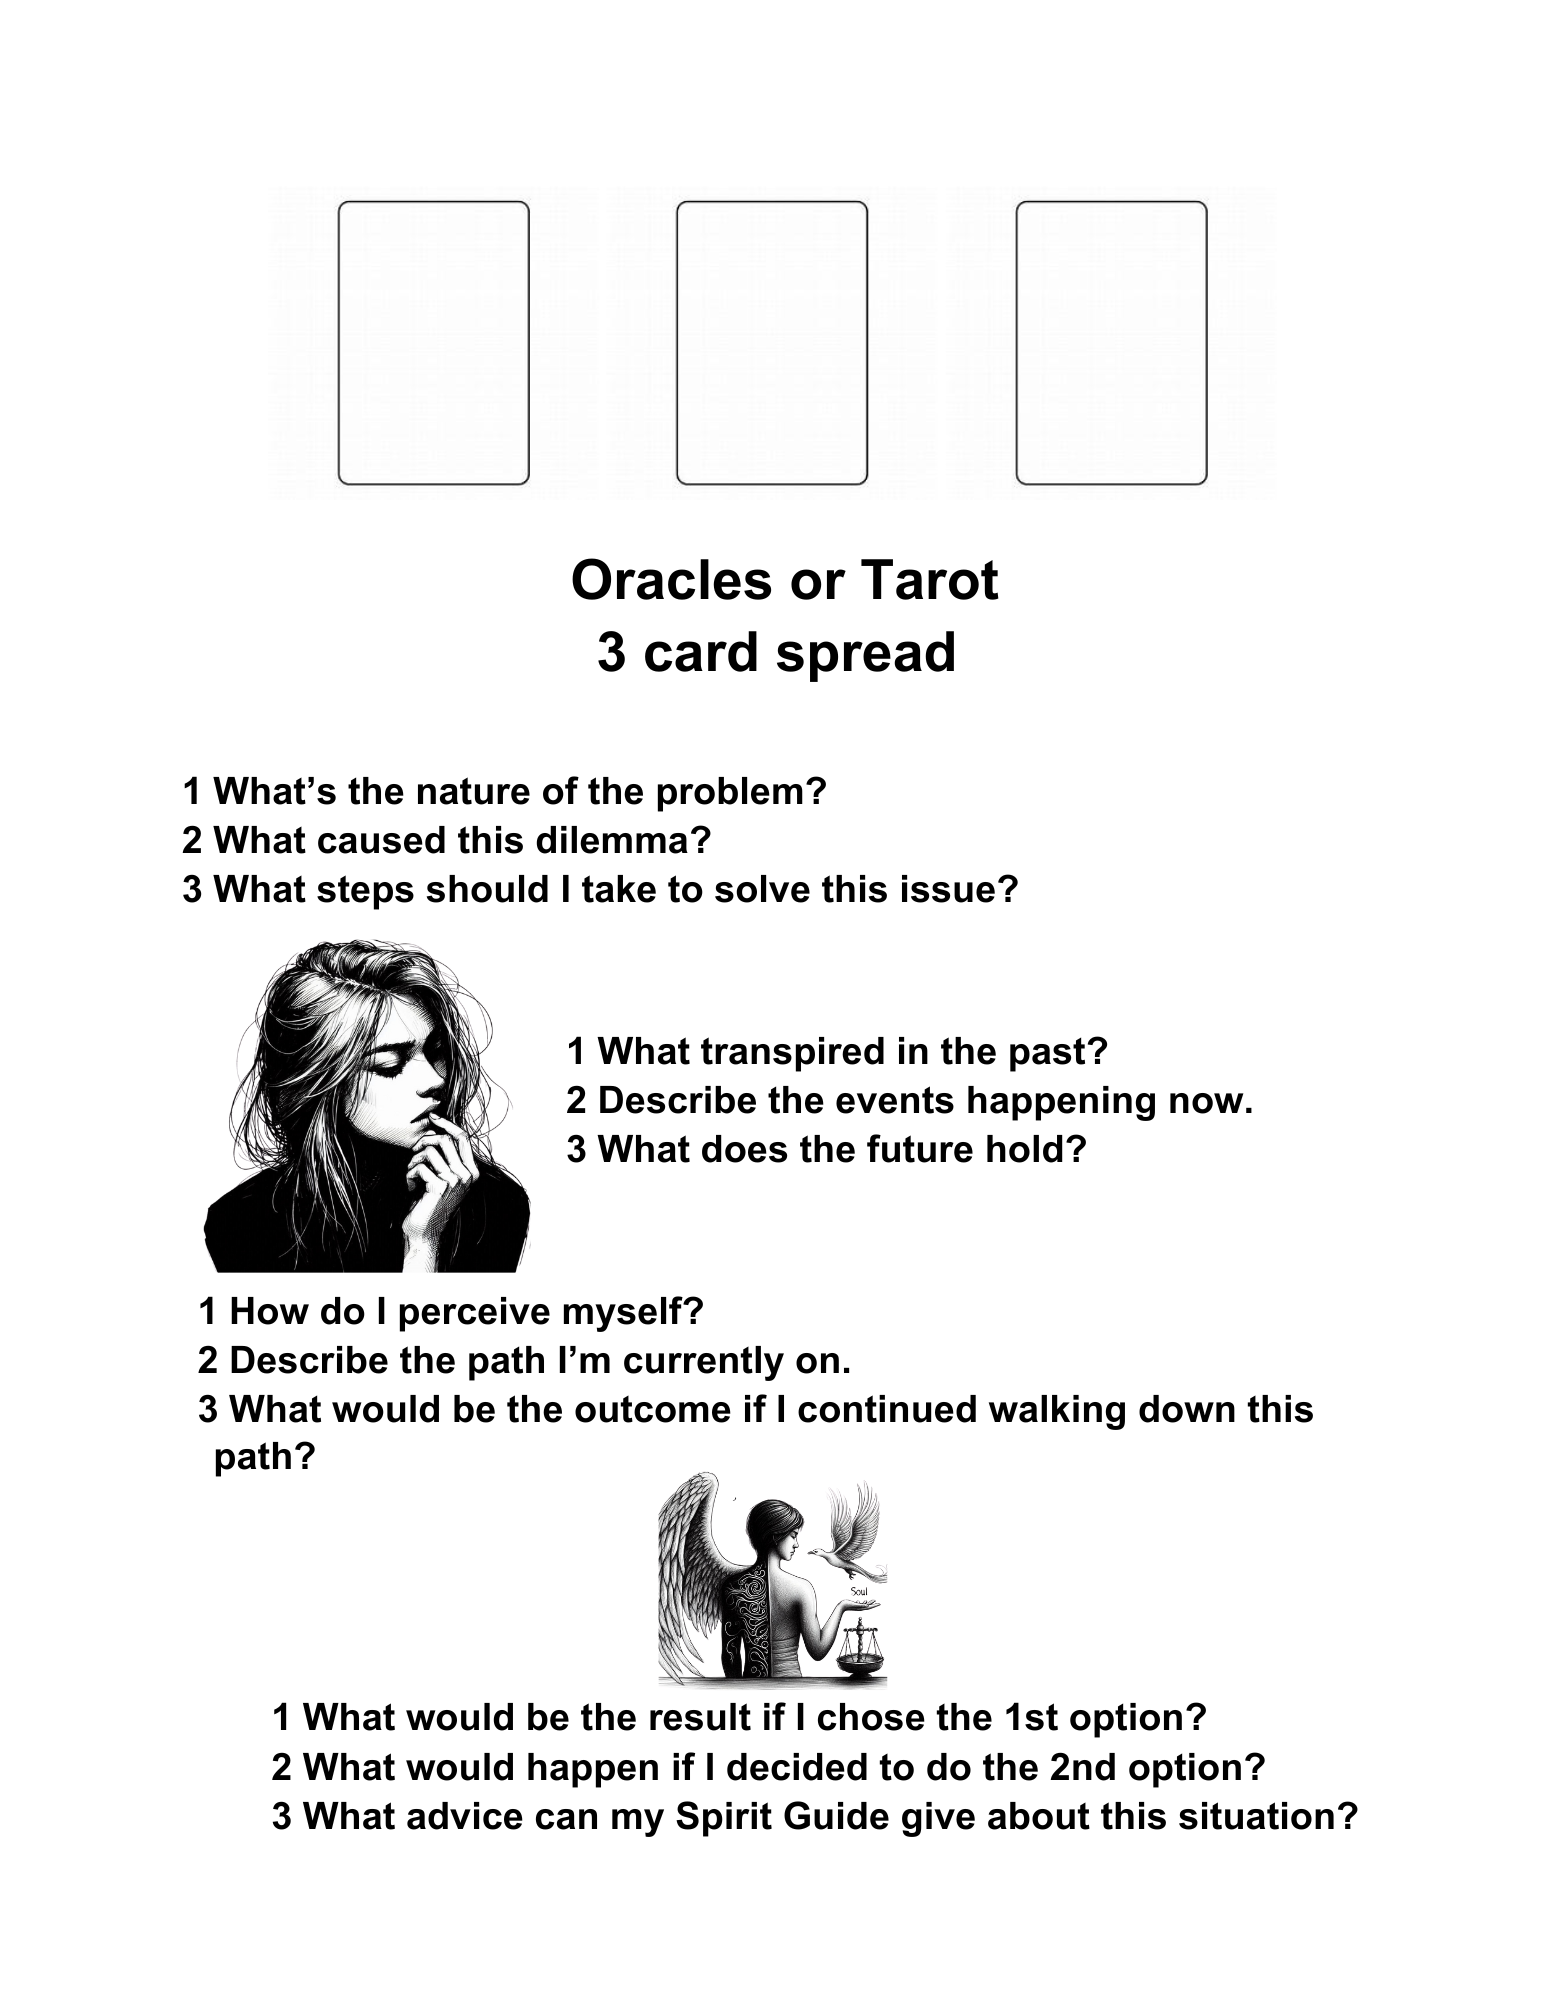 Oracles or Tarot
3 card spread
1 What’s the nature of the problem?
2 What caused this dilemma?
3 What steps should I take to solve this issue?
1 What transpired in the past?
2 Describe the events happening now.
3 What does the future hold?
1 How do I perceive myself?
2 Describe the path I’m currently on.
3 What would be the outcome if I continued walking down this
path?
Soul
1 What would be the result if I chose the 1st option?
2 What would happen if I decided to do the 2nd option?
3 What advice can my Spirit Guide give about this situation?